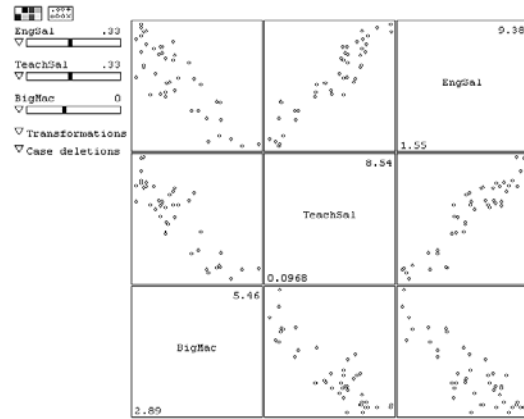 EngSal .33
TeachSal .33
BigMac 0
Transformations
Case deletions
9.38
EngSal
1.55
8.54
TeachSal
0.0968
5.46
BigMac
2.89